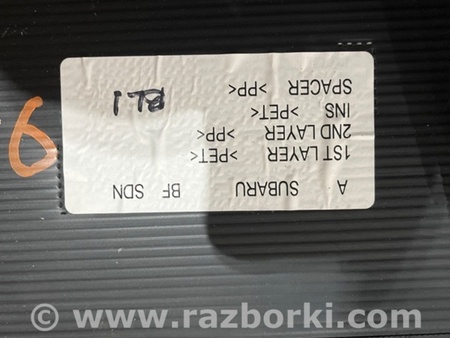 A SUBARU BF SDN
1ST LAYER >PET<
2ND LAYER >PP<
INS >PET<
SPACER >PP<
© www.razborki.com